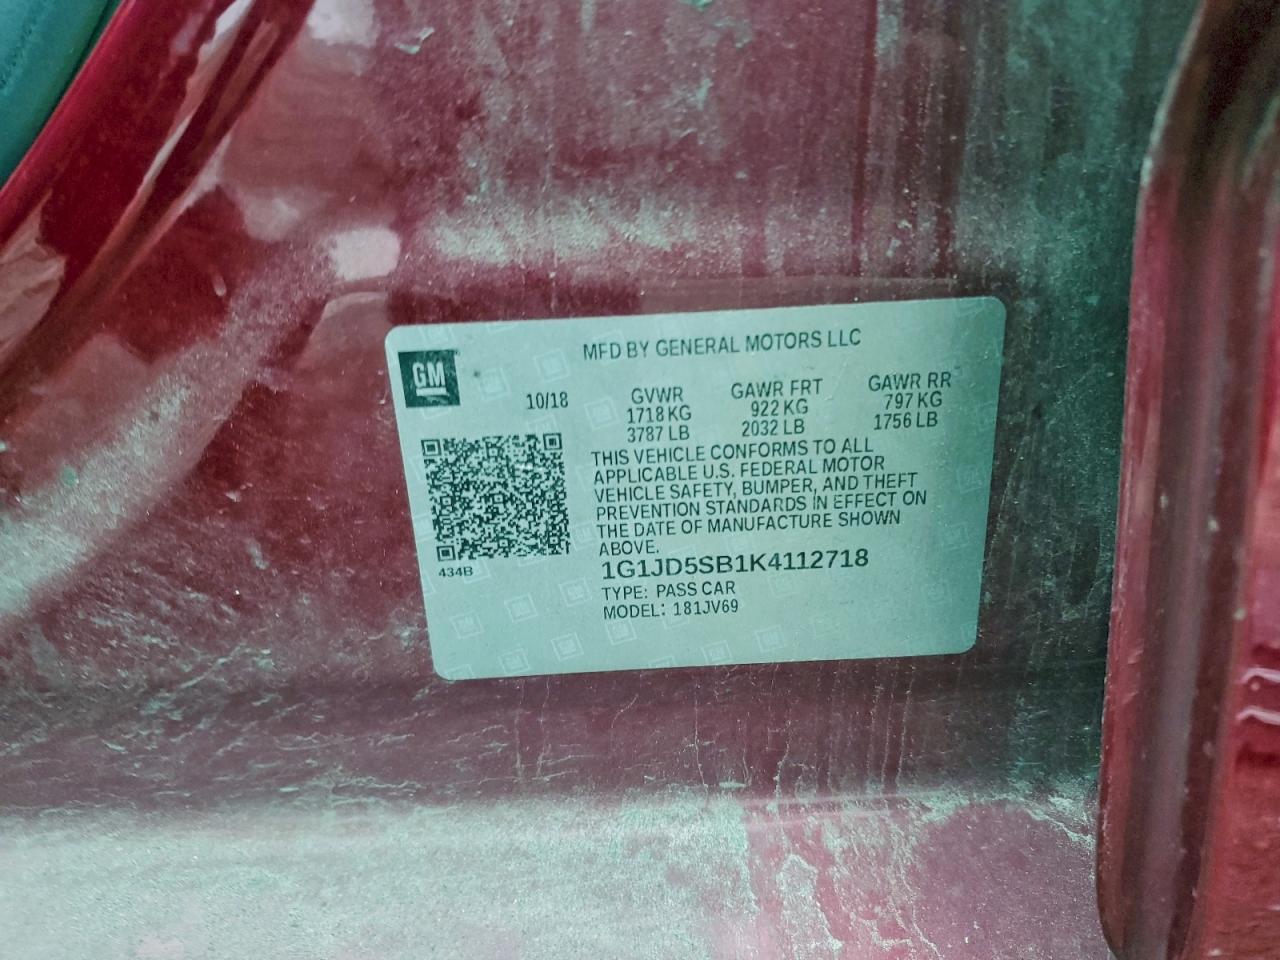 MFD BY GENERAL MOTORS LLC
GM
10/18
GVWR GAWR FRT GAWR RR
1718 KG 922 KG 797 KG
3787 LB 2032 LB 1756 LB
THIS VEHICLE CONFORMS TO ALL
APPLICABLE U.S. FEDERAL MOTOR
VEHICLE SAFETY, BUMPER, AND THEFT
PREVENTION STANDARDS IN EFFECT ON
THE DATE OF MANUFACTURE SHOWN
ABOVE.
434B
1G1JD5SB1K4112718
TYPE: PASS CAR
MODEL: 181JV69